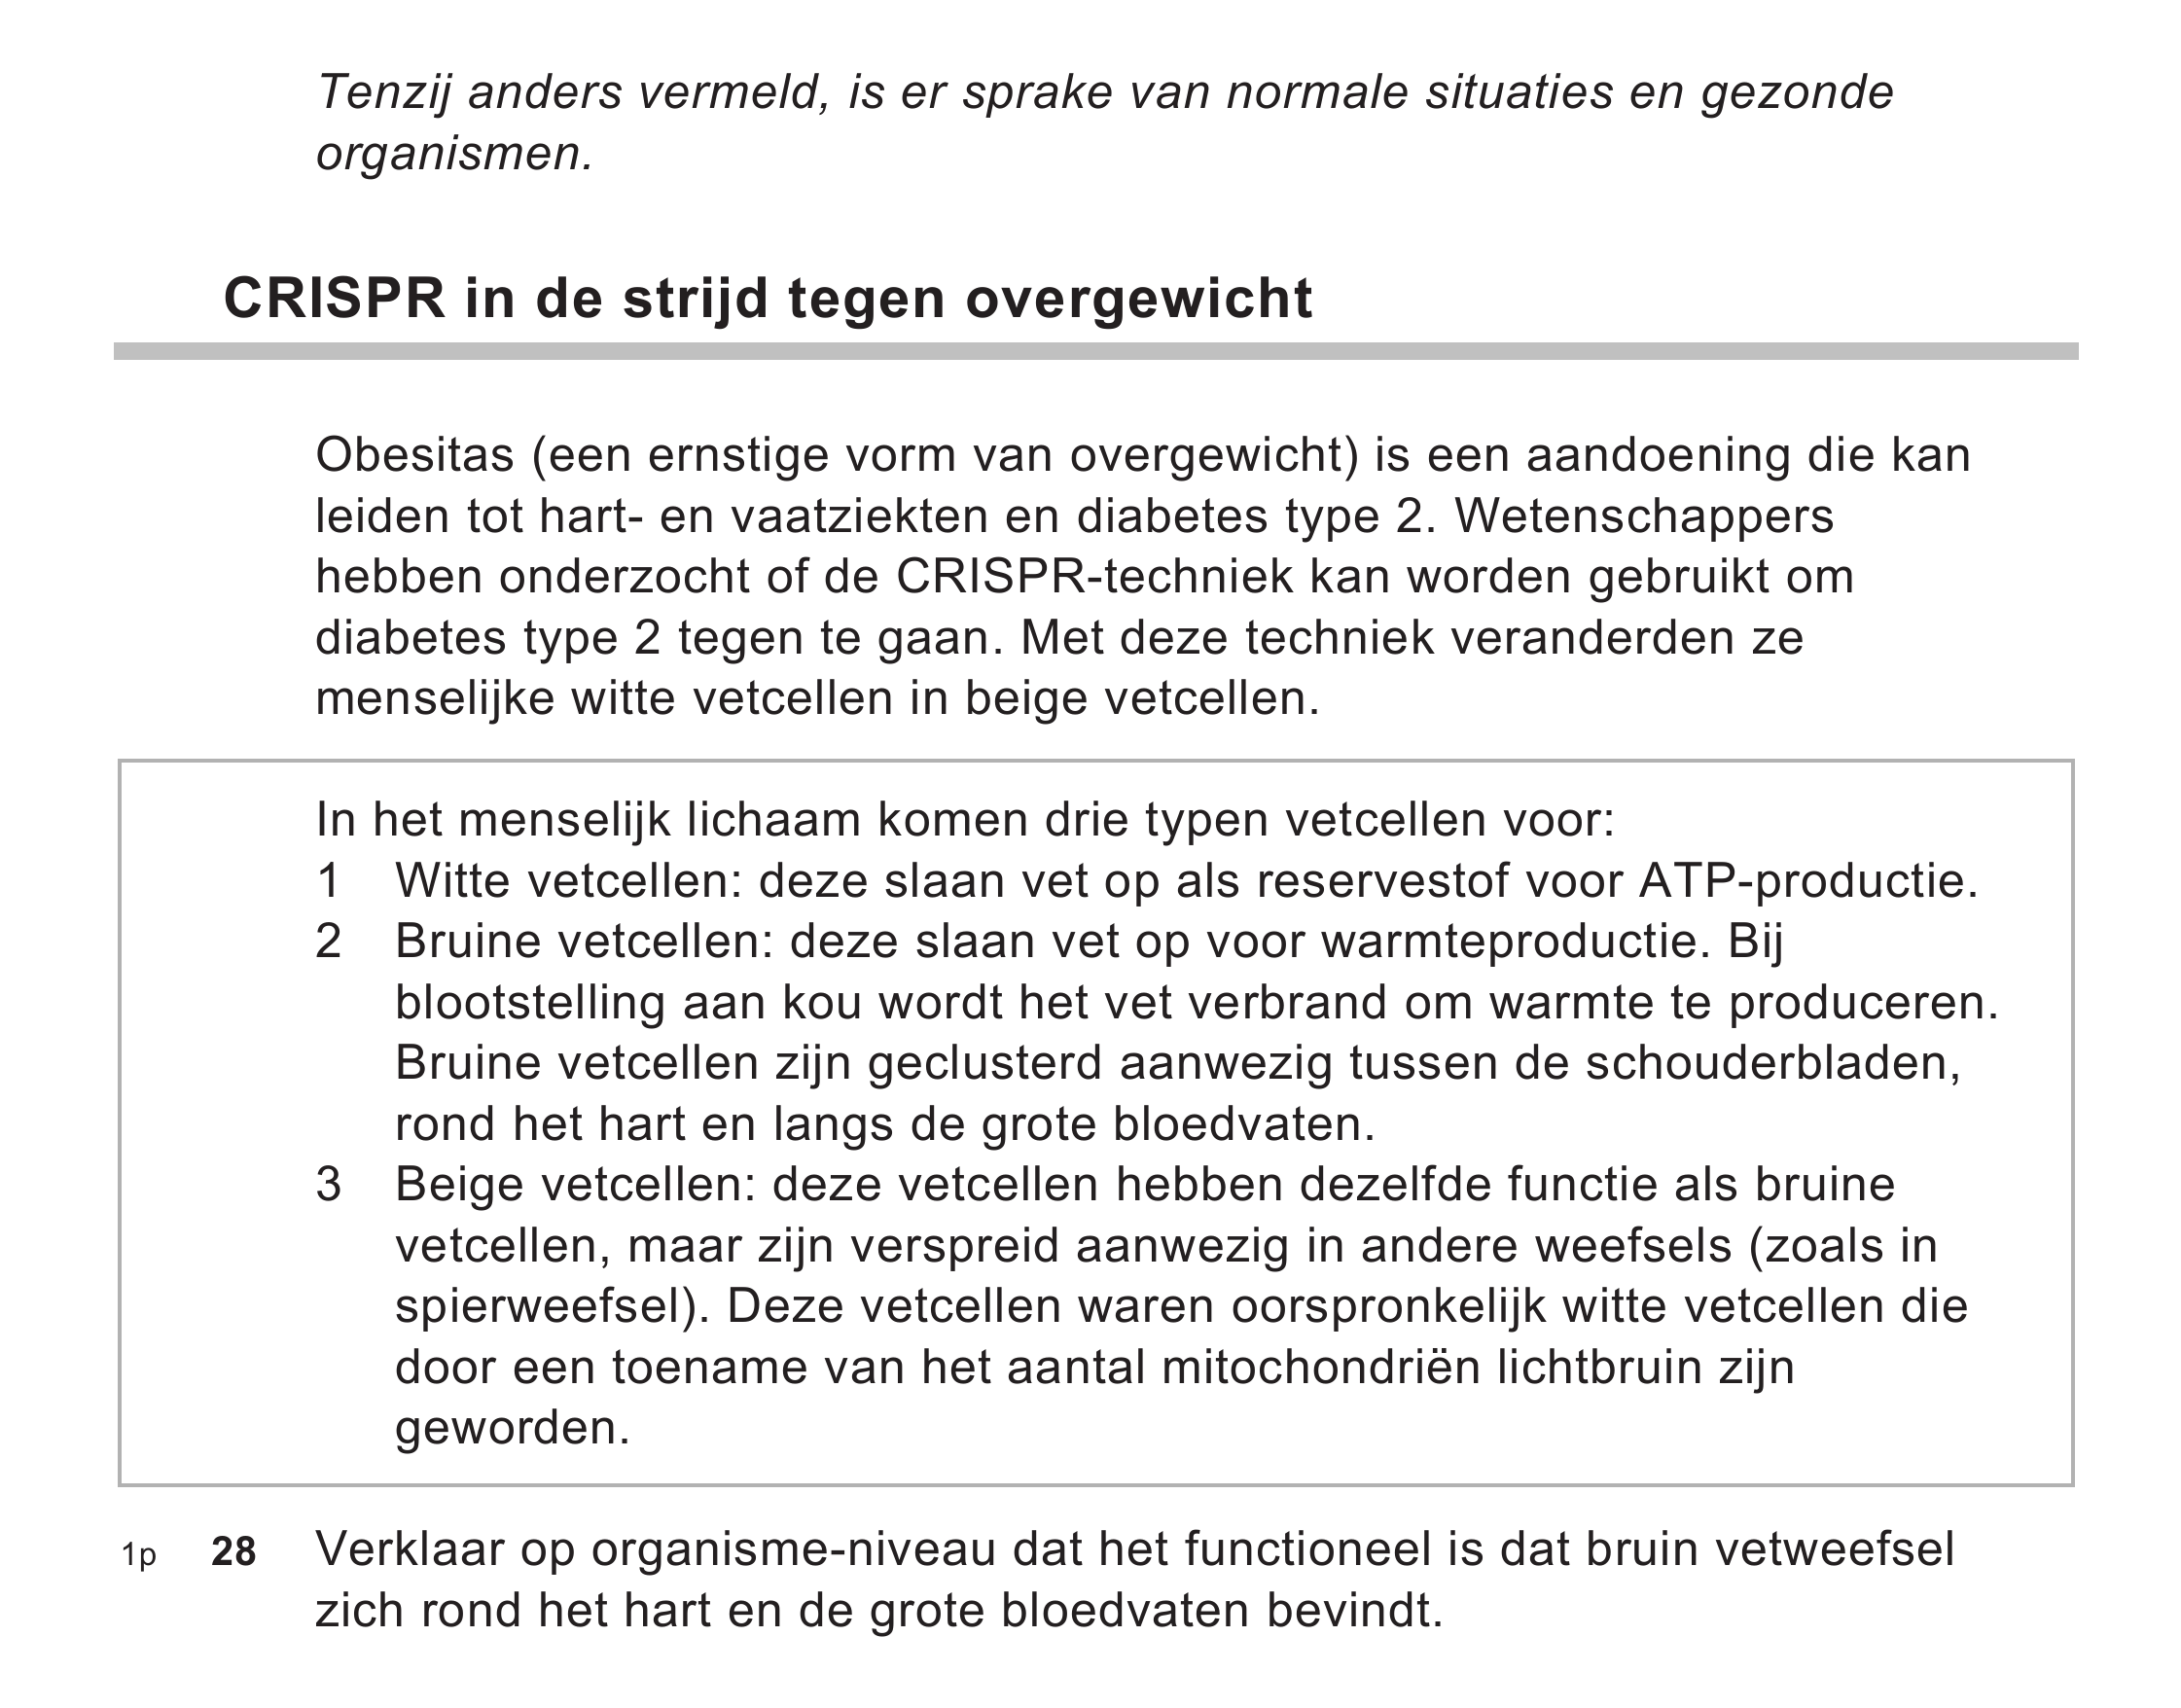 Tenzij anders vermeld, is er sprake van normale situaties en gezonde
organismen.
CRISPR in de strijd tegen overgewicht
Obesitas (een ernstige vorm van overgewicht) is een aandoening die kan
leiden tot hart- en vaatziekten en diabetes type 2. Wetenschappers
hebben onderzocht of de CRISPR-techniek kan worden gebruikt om
diabetes type 2 tegen te gaan. Met deze techniek veranderden ze
menselijke witte vetcellen in beige vetcellen.
In het menselijk lichaam komen drie typen vetcellen voor:
1 Witte vetcellen: deze slaan vet op als reservestof voor ATP-productie.
2 Bruine vetcellen: deze slaan vet op voor warmteproductie. Bij
blootstelling aan kou wordt het vet verbrand om warmte te produceren.
Bruine vetcellen zijn geclusterd aanwezig tussen de schouderbladen,
rond het hart en langs de grote bloedvaten.
3 Beige vetcellen: deze vetcellen hebben dezelfde functie als bruine
vetcellen, maar zijn verspreid aanwezig in andere weefsels (zoals in
spierweefsel). Deze vetcellen waren oorspronkelijk witte vetcellen die
door een toename van het aantal mitochondriën lichtbruin zijn
geworden.
1p 28 Verklaar op organisme-niveau dat het functioneel is dat bruin vetweefsel
zich rond het hart en de grote bloedvaten bevindt.